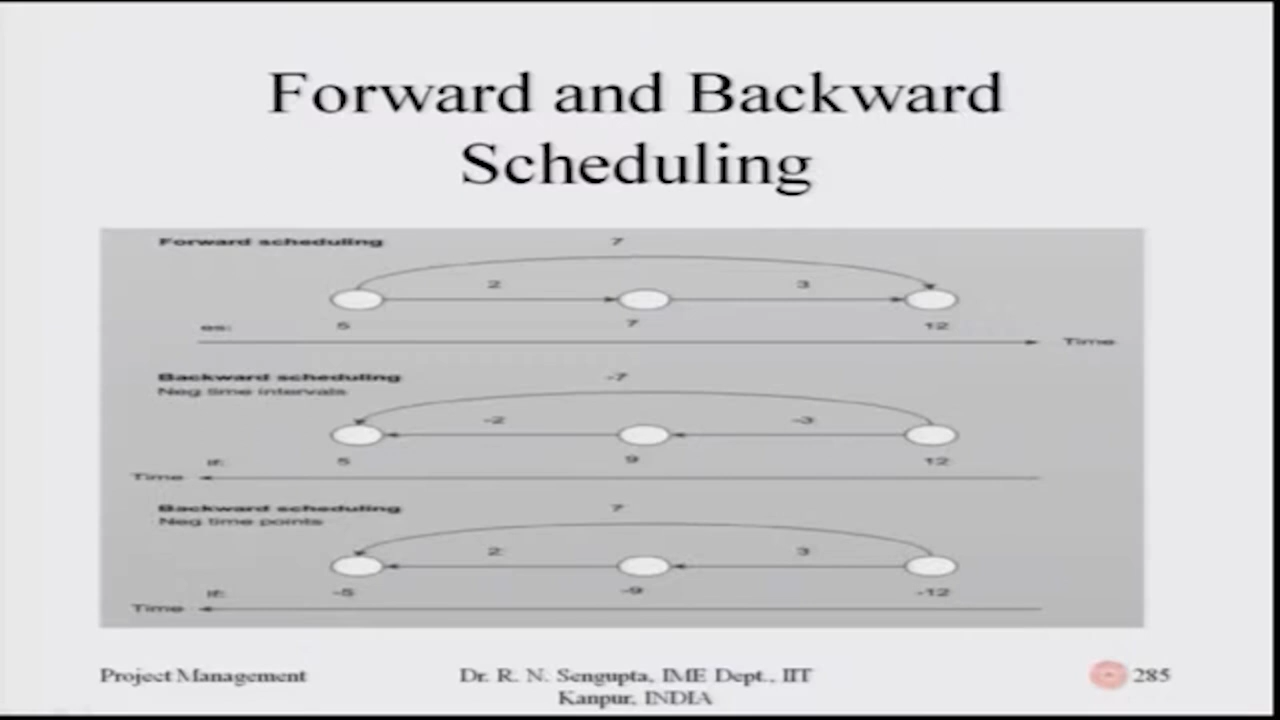 Forward and Backward
Scheduling
Forward scheduling
7
2
3
es:
5
7
12
Time
Backward scheduling
Neg time intervals
-7
-2
-3
lf:
5
9
12
Time
Backward scheduling
Neg time points
7
2
3
lf:
-5
-9
-12
Time
Project Management
Dr. R. N. Sengupta, IME Dept., IIT
Kanpur, INDIA
285